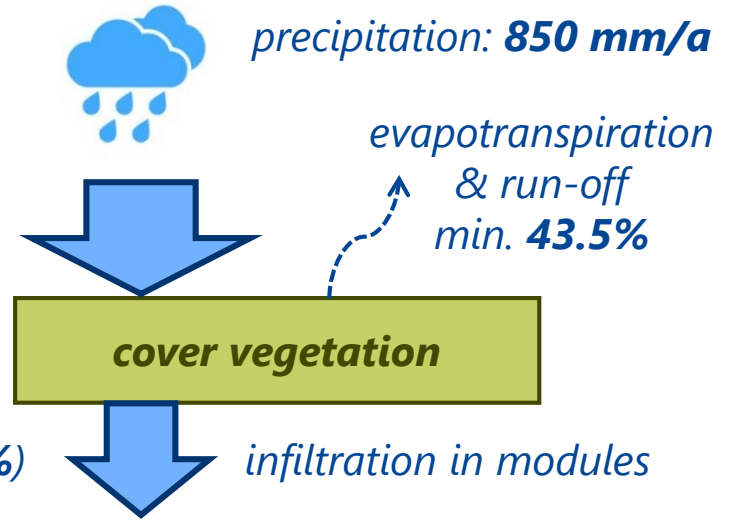 precipitation: 850 mm/a
evapotranspiration
& run-off
min. 43.5%
cover vegetation
%) infiltration in modules